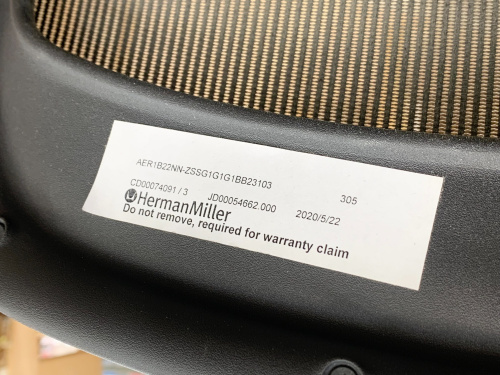 AER1B22NN-ZSSG1G1G1BB23103
305
CD00074091 / 3 JD00054662.000 2020/5/22
HermanMiller
Do not remove, required for warranty claim